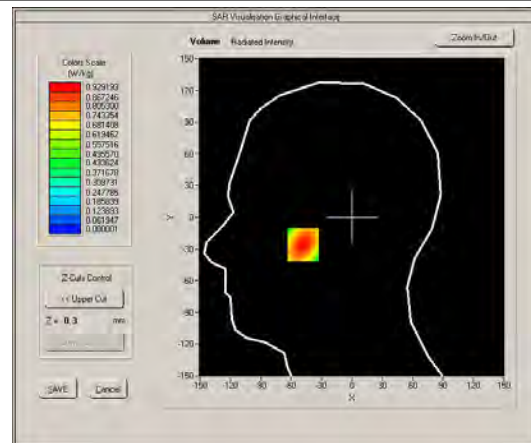 SAR Visualisation Graphical Interface
Volume Radiated Intensity
Zoom In/Out
Colors Scale
(W/kg)
0.929193
0.867246
0.805300
0.743354
0.681408
0.619462
0.557516
0.495570
0.433624
0.371678
0.309731
0.247785
0.185839
0.123893
0.061947
0.000001
Z-Cuts Control
<< Upper Cut
Z = 0.3 mm
SAVE
Cancel
Y
150
120
90
60
30
0
-30
-60
-90
-120
-150
-150 -120 -90 -60 -30 0 30 60 90 120 150
X